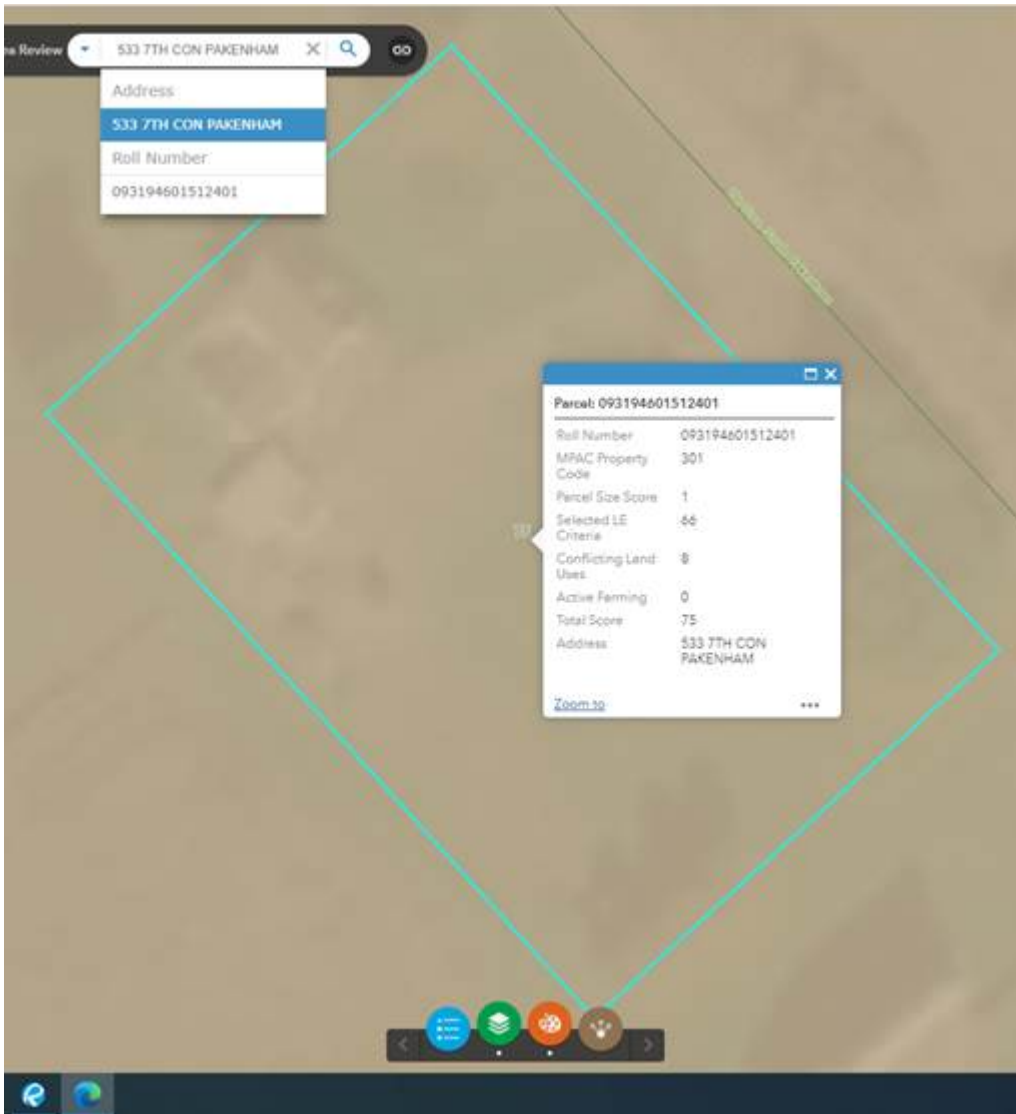 ea Review
533 7TH CON PAKENHAM
Address
533 7TH CON PAKENHAM
Roll Number
093194601512401
Parcel: 093194601512401
Roll Number 093194601512401
MPAC Property Code 301
Parcel Size Score 1
Selected LE Criteria 66
Conflicting Land Uses 8
Active Farming 0
Total Score 75
Address 533 7TH CON PAKENHAM
Zoom to